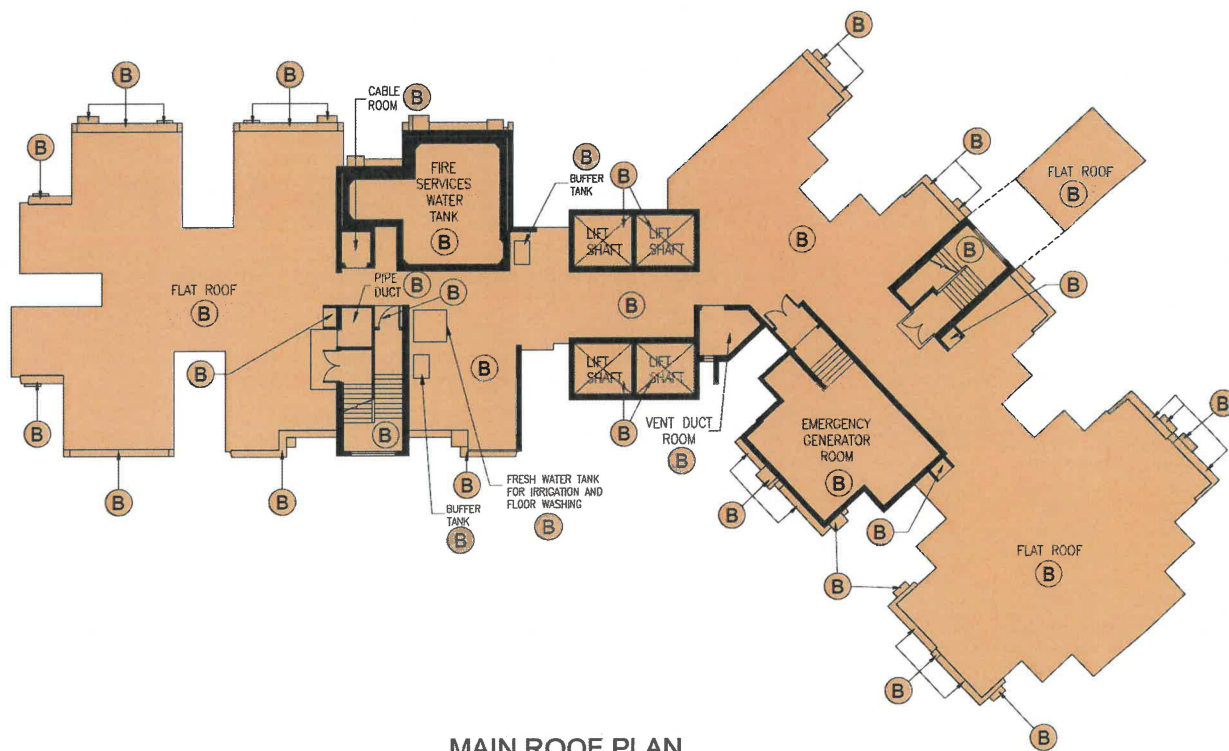 B
B
B
CABLE
ROOM
B
B
FIRE
SERVICES
WATER
TANK
B
B
BUFFER
TANK
B
LIFT
SHAFT
LIFT
SHAFT
B
B
FLAT ROOF
B
B
FLAT ROOF
B
PIPE
DUCT
B
B
B
B
B
B
B
LIFT
SHAFT
LIFT
SHAFT
B
VENT DUCT
ROOM
B
EMERGENCY
GENERATOR
ROOM
B
B
B
B
B
B
B
B
FRESH WATER TANK
FOR IRRIGATION AND
FLOOR WASHING
B
BUFFER
TANK
B
B
B
B
FLAT ROOF
B
B
B
B
MAIN ROOF PLAN